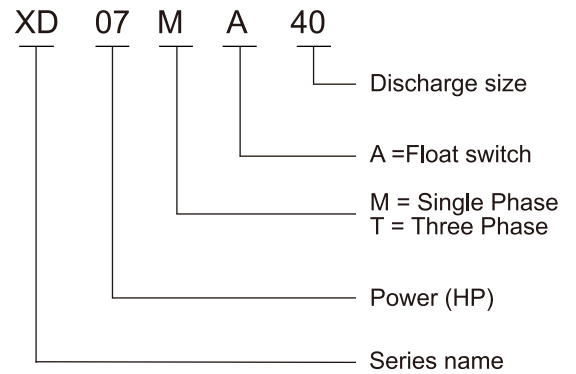 XD 07 M A 40
Discharge size
A =Float switch
M = Single Phase
T = Three Phase
Power (HP)
Series name